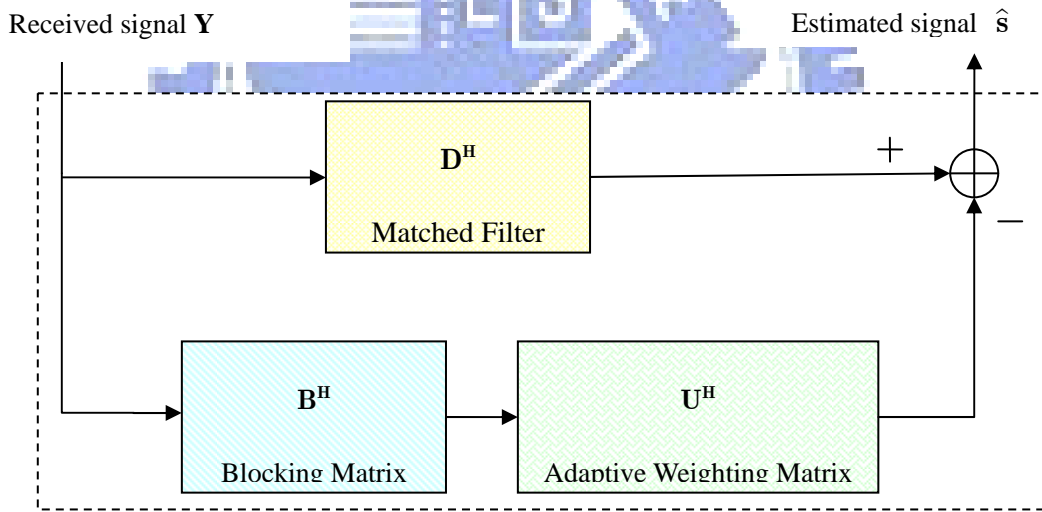 Received signal Y
Estimated signal ŝ
D^H
Matched Filter
+
−
B^H
Blocking Matrix
U^H
Adaptive Weighting Matrix